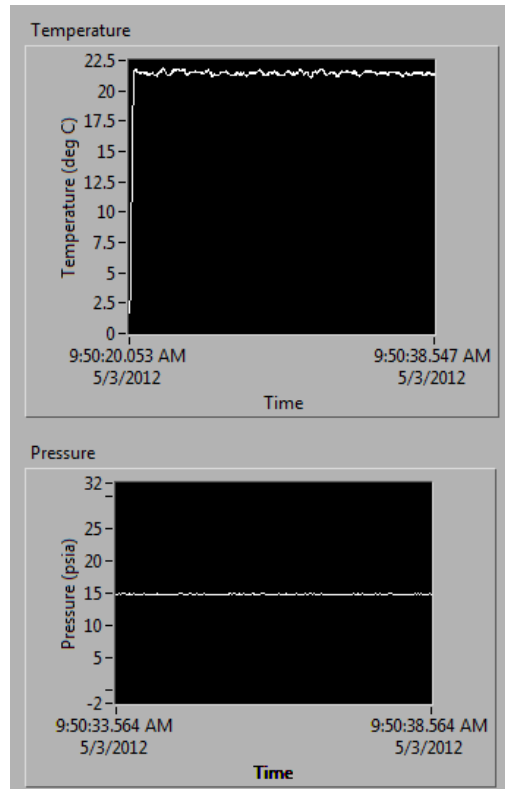 Temperature
Temperature (deg C)
22.5
20
17.5
15
12.5
10
7.5
5
2.5
0
9:50:20.053 AM 9:50:38.547 AM
5/3/2012 5/3/2012
Time
Pressure
Pressure (psia)
32
25
20
15
10
5
-2
9:50:33.564 AM 9:50:38.564 AM
5/3/2012 5/3/2012
Time